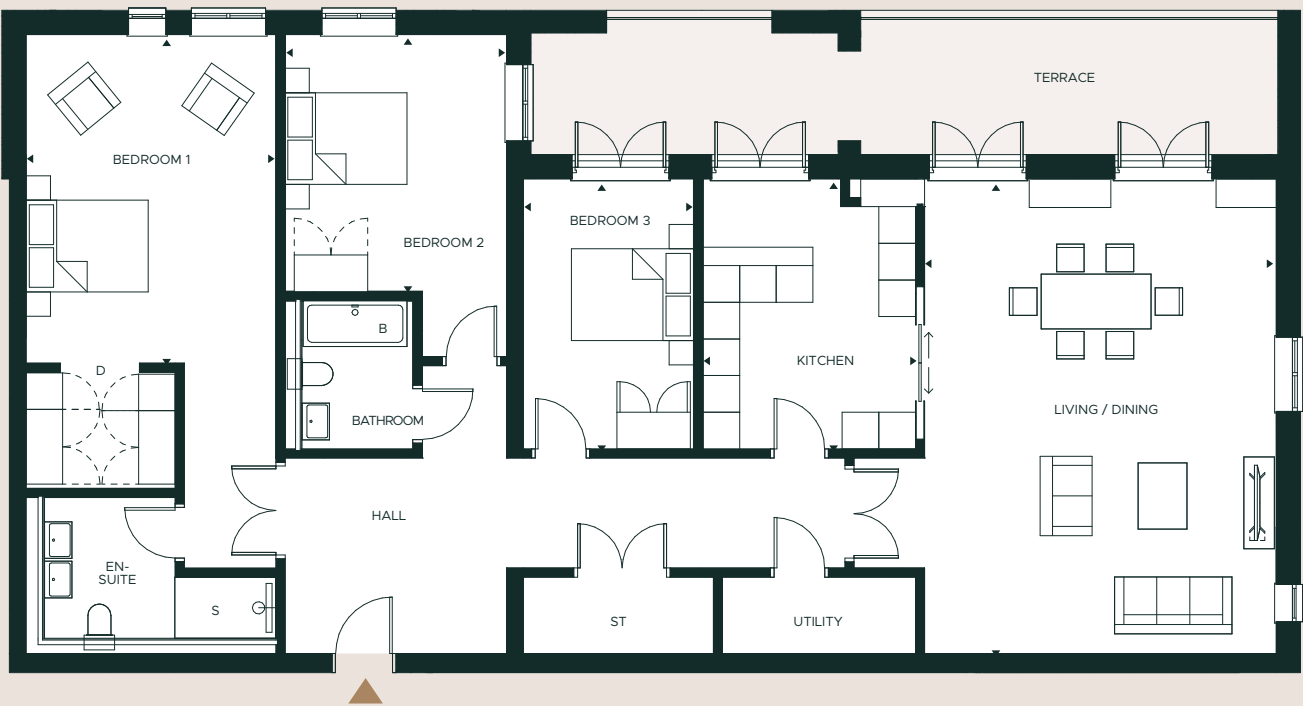 TERRACE
BEDROOM 1
BEDROOM 3
BEDROOM 2
B
KITCHEN
D
LIVING / DINING
BATHROOM
HALL
EN-
SUITE
S
ST
UTILITY